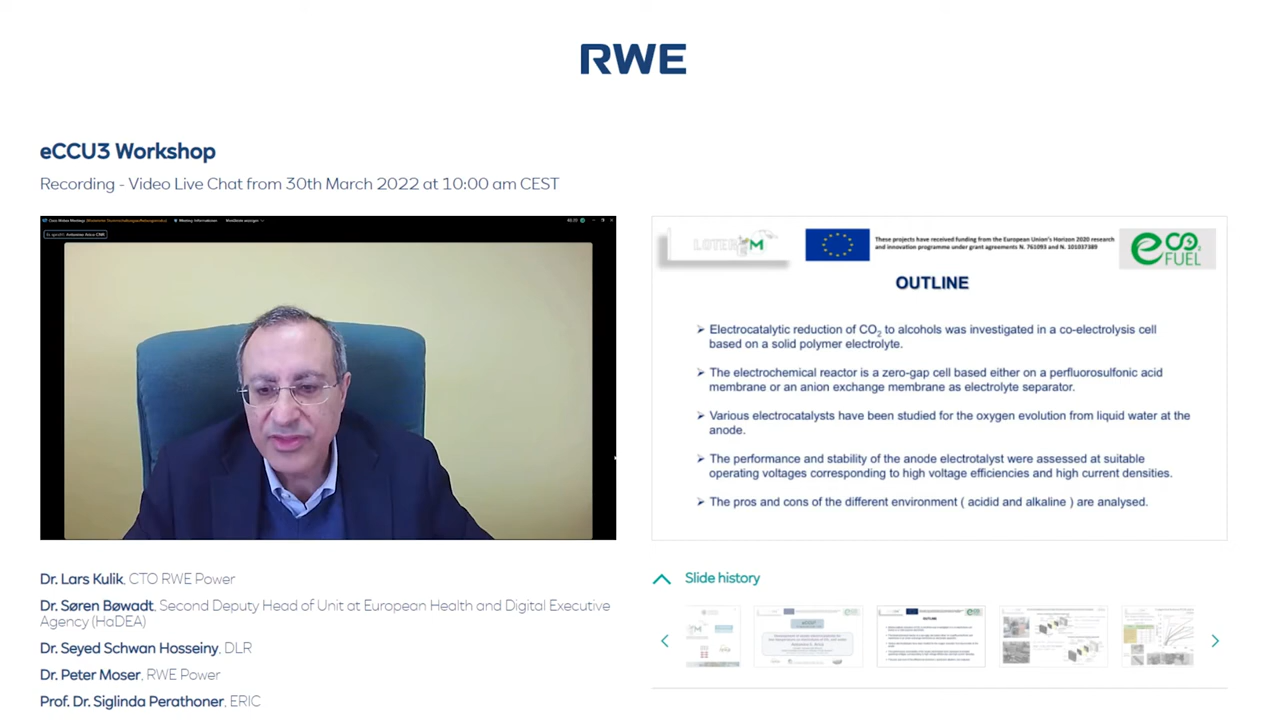 RWE
eCCU3 Workshop
Recording - Video Live Chat from 30th March 2022 at 10:00 am CEST
LOTER M
These projects have received funding from the European Union's Horizon 2020 research
and innovation programme under grant agreements N. 761093 and N. 101037389
eCO2
FUEL
OUTLINE
➢ Electrocatalytic reduction of CO2 to alcohols was investigated in a co-electrolysis cell
based on a solid polymer electrolyte.
➢ The electrochemical reactor is a zero-gap cell based either on a perfluorosulfonic acid
membrane or an anion exchange membrane as electrolyte separator.
➢ Various electrocatalysts have been studied for the oxygen evolution from liquid water at the
anode.
➢ The performance and stability of the anode electrotalyst were assessed at suitable
operating voltages corresponding to high voltage efficiencies and high current densities.
➢ The pros and cons of the different environment ( acidid and alkaline ) are analysed.
Dr. Lars Kulik, CTO RWE Power
Dr. Søren Bøwadt, Second Deputy Head of Unit at European Health and Digital Executive
Agency (HaDEA)
Dr. Seyed Schwan Hosseiny, DLR
Dr. Peter Moser, RWE Power
Prof. Dr. Siglinda Perathoner, ERIC
Slide history
OUTLINE